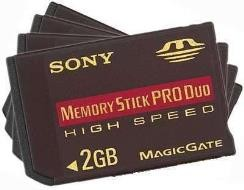 SONY
MEMORY STICK PRO DUO
HIGH SPEED
2GB
MAGICGATE